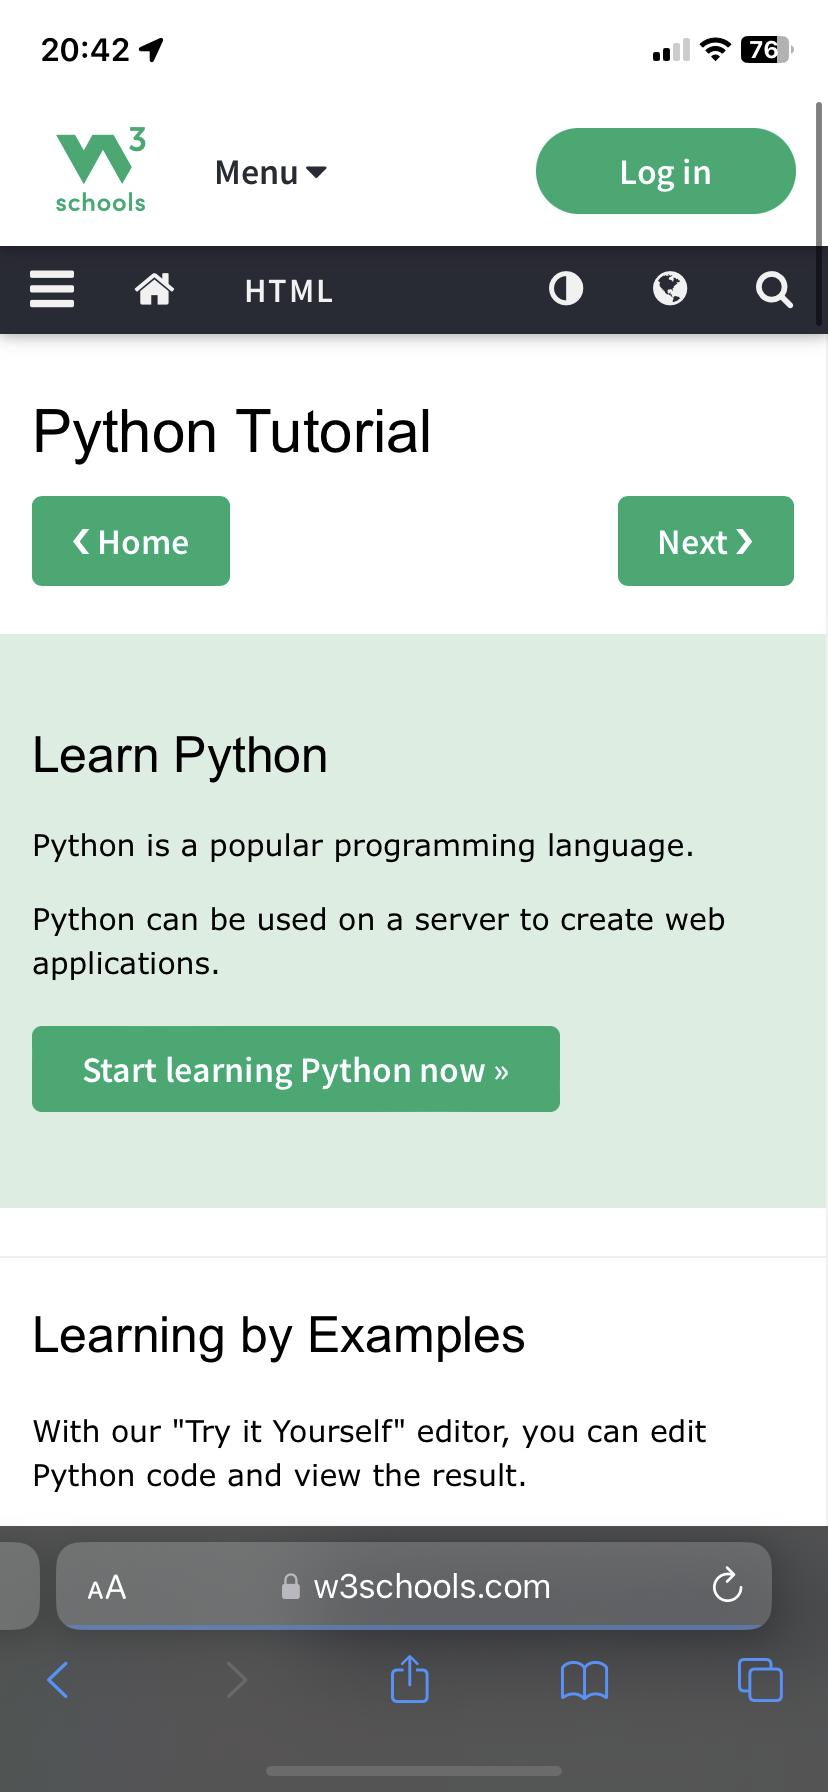 20:42
76
W3
schools
Menu
Log in
HTML
Python Tutorial
❮ Home
Next ❯
Learn Python
Python is a popular programming language.
Python can be used on a server to create web
applications.
Start learning Python now »
Learning by Examples
With our "Try it Yourself" editor, you can edit
Python code and view the result.
AA
w3schools.com